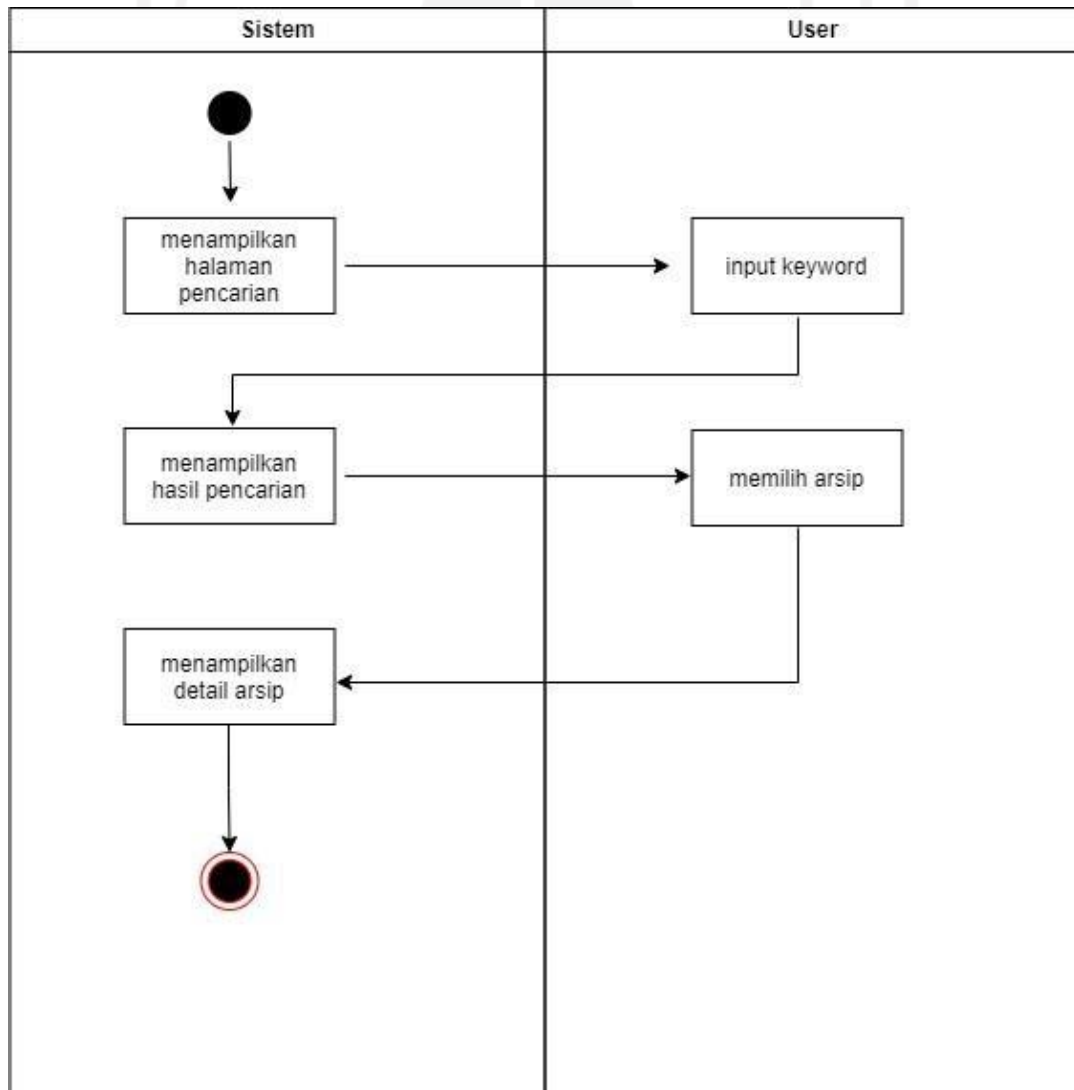 Sistem
User
menampilkan
halaman
pencarian
input keyword
menampilkan
hasil pencarian
memilih arsip
menampilkan
detail arsip